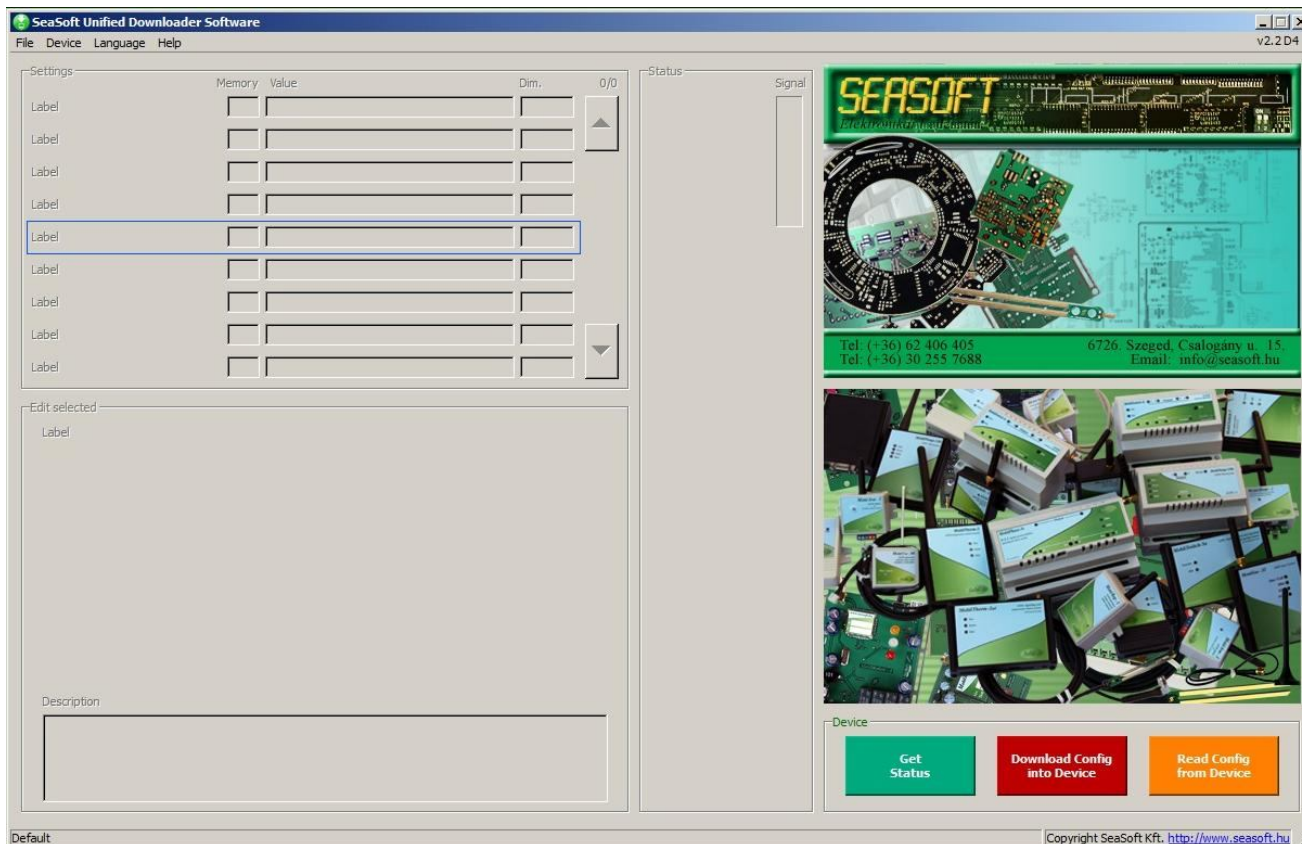 SeaSoft Unified Downloader Software
File Device Language Help
v2.2 D4
Settings
Memory Value Dim. 0/0
Label
Label
Label
Label
Label
Label
Label
Label
Label
Edit selected
Label
Description
Status
Signal
SEASOFT
Tel: (+36) 62 406 405
Tel: (+36) 30 255 7688
6726. Szeged, Csalogány u. 15.
Email: info@seasoft.hu
Device
Get
Status
Download Config
into Device
Read Config
from Device
Default
Copyright SeaSoft Kft. http://www.seasoft.hu